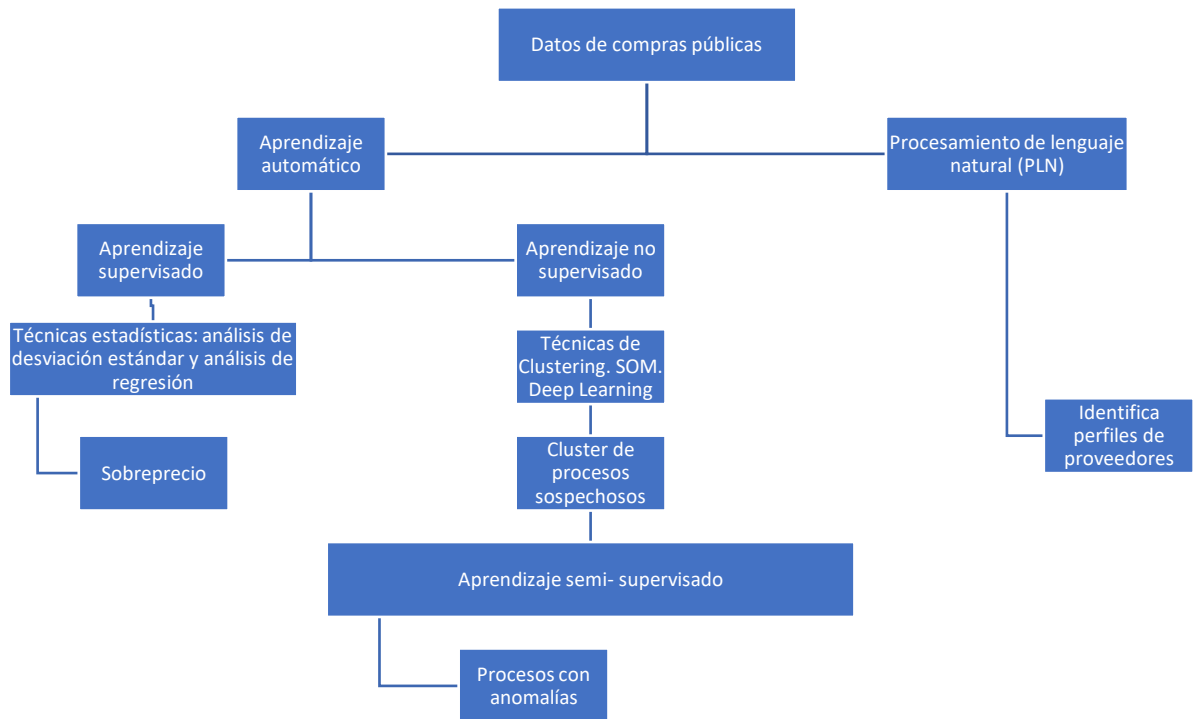 Datos de compras públicas
Aprendizaje
automático
Procesamiento de lenguaje
natural (PLN)
Aprendizaje
supervisado
Aprendizaje no
supervisado
Técnicas estadísticas: análisis de
desviación estándar y análisis de
regresión
Técnicas de
Clustering. SOM.
Deep Learning
Identifica
perfiles de
proveedores
Sobreprecio
Cluster de
procesos
sospechosos
Aprendizaje semi- supervisado
Procesos con
anomalías